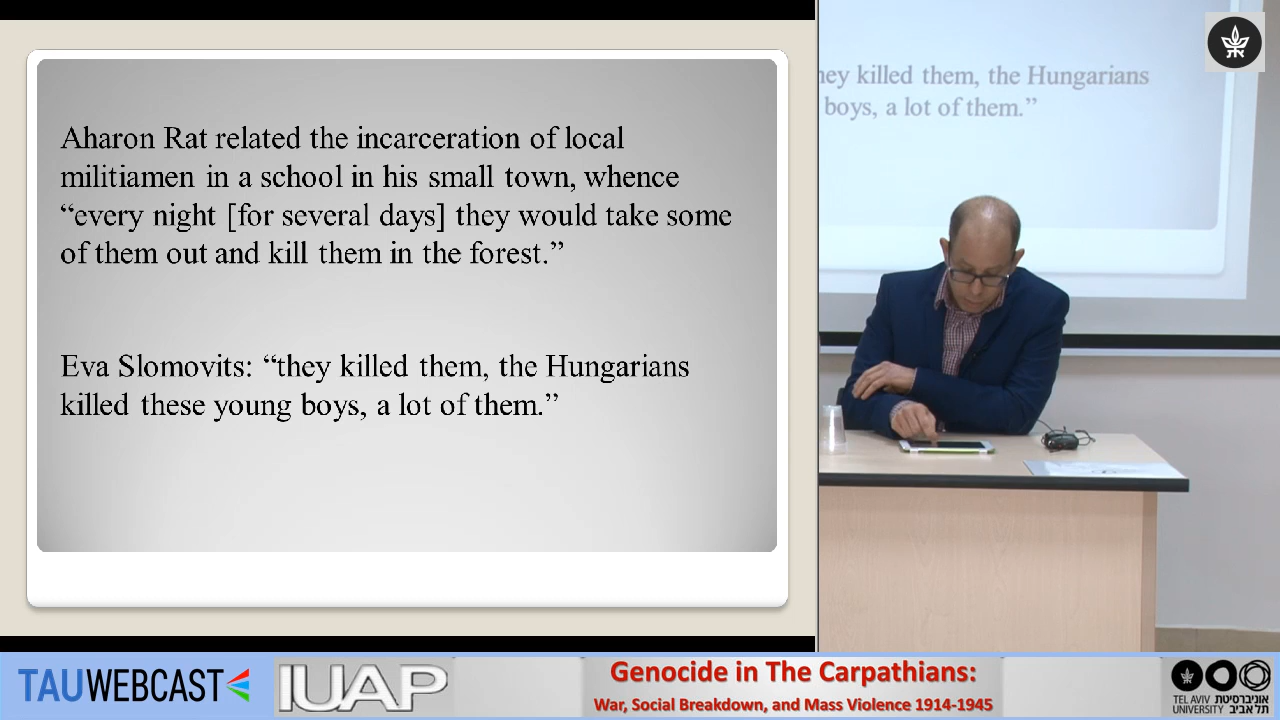 Aharon Rat related the incarceration of local
militiamen in a school in his small town, whence
“every night [for several days] they would take some
of them out and kill them in the forest.”
Eva Slomovits: “they killed them, the Hungarians
killed these young boys, a lot of them.”
hey killed them, the Hungarians
boys, a lot of them.”
TAUWEBCAST
IUAP
Genocide in The Carpathians:
War, Social Breakdown, and Mass Violence 1914-1945
TEL AVIV אוניברסיטת
UNIVERSITY תל אביב